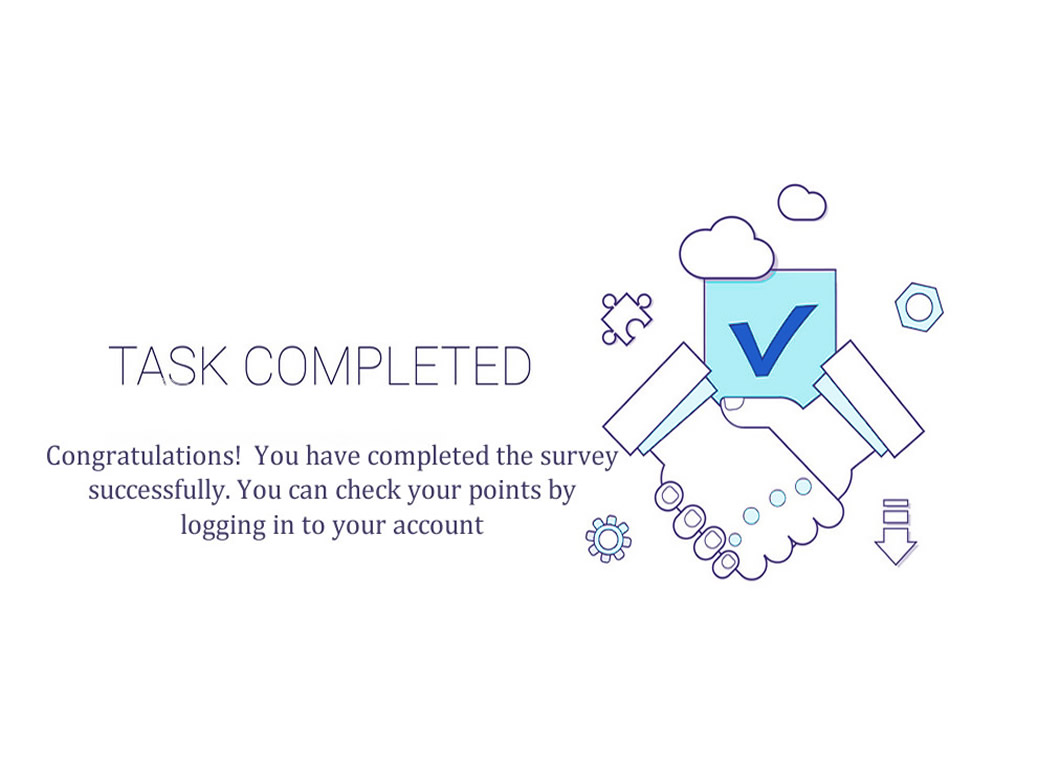 TASK COMPLETED
Congratulations!  You have completed the survey
successfully. You can check your points by
logging in to your account